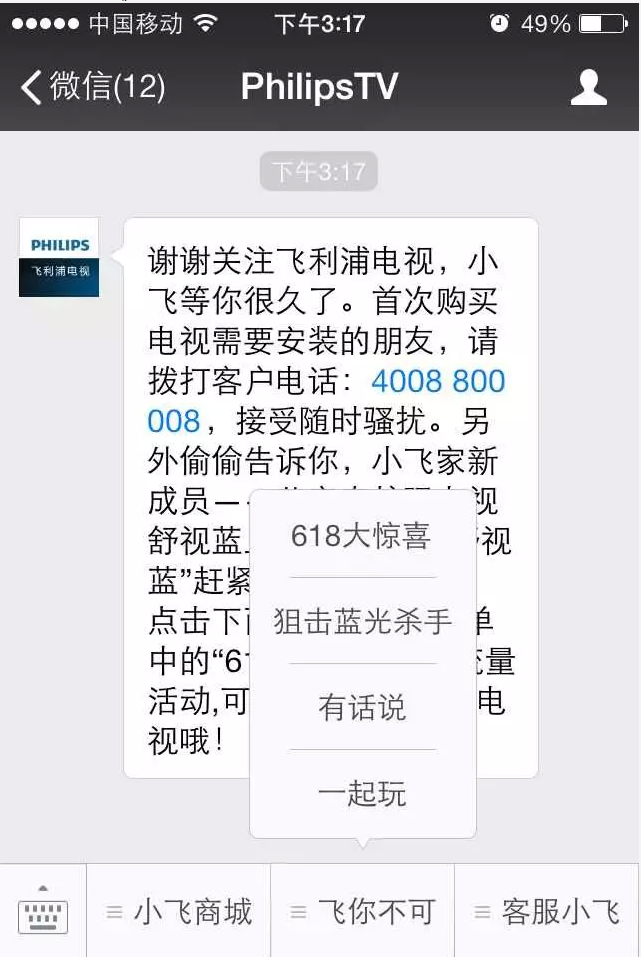 中国移动 下午3:17 49%
微信(12) PhilipsTV
下午3:17
PHILIPS
飞利浦电视
谢谢关注飞利浦电视，小
飞等你很久了。首次购买
电视需要安装的朋友，请
拨打客户电话：4008 800
008，接受随时骚扰。另
外偷偷告诉你，小飞家新
成员–
视
舒视蓝
视
蓝”赶紧
点击下
单
中的“6
流量
活动,可
电
视哦！
618大惊喜
狙击蓝光杀手
有话说
一起玩
小飞商城 飞你不可 客服小飞